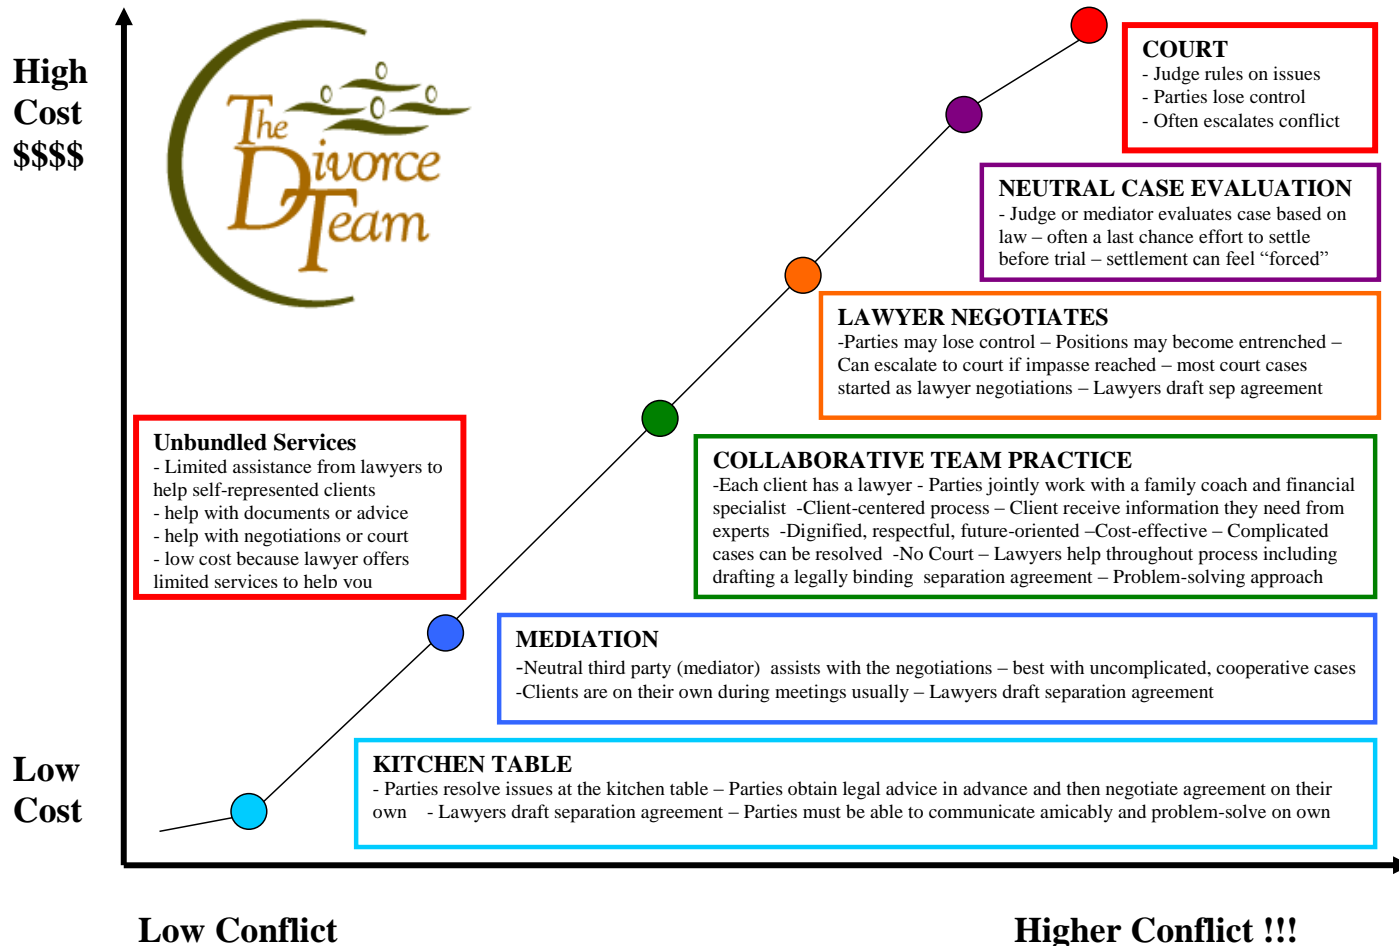 High
Cost
$$$$
The
Divorce
Team
COURT
- Judge rules on issues
- Parties lose control
- Often escalates conflict
NEUTRAL CASE EVALUATION
- Judge or mediator evaluates case based on
law – often a last chance effort to settle
before trial – settlement can feel “forced”
LAWYER NEGOTIATES
-Parties may lose control – Positions may become entrenched –
Can escalate to court if impasse reached – most court cases
started as lawyer negotiations – Lawyers draft sep agreement
Unbundled Services
- Limited assistance from lawyers to
help self-represented clients
- help with documents or advice
- help with negotiations or court
- low cost because lawyer offers
limited services to help you
COLLABORATIVE TEAM PRACTICE
-Each client has a lawyer - Parties jointly work with a family coach and financial
specialist -Client-centered process – Client receive information they need from
experts -Dignified, respectful, future-oriented –Cost-effective – Complicated
cases can be resolved -No Court – Lawyers help throughout process including
drafting a legally binding separation agreement – Problem-solving approach
MEDIATION
-Neutral third party (mediator) assists with the negotiations – best with uncomplicated, cooperative cases
-Clients are on their own during meetings usually – Lawyers draft separation agreement
KITCHEN TABLE
- Parties resolve issues at the kitchen table – Parties obtain legal advice in advance and then negotiate agreement on their
own - Lawyers draft separation agreement – Parties must be able to communicate amicably and problem-solve on own
Low
Cost
Low Conflict
Higher Conflict !!!